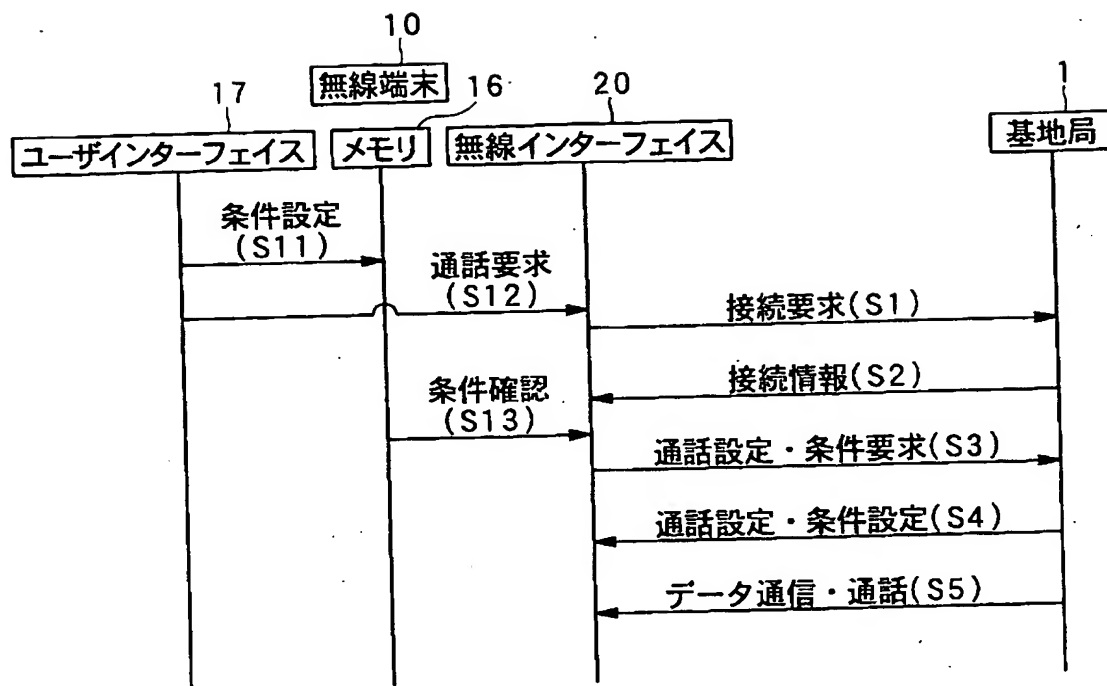 10
無線端末
17
16
20
1
ユーザインターフェイス
メモリ
無線インターフェイス
基地局
条件設定
(S11)
通話要求
(S12)
接続要求(S1)
接続情報(S2)
条件確認
(S13)
通話設定・条件要求(S3)
通話設定・条件設定(S4)
データ通信・通話(S5)